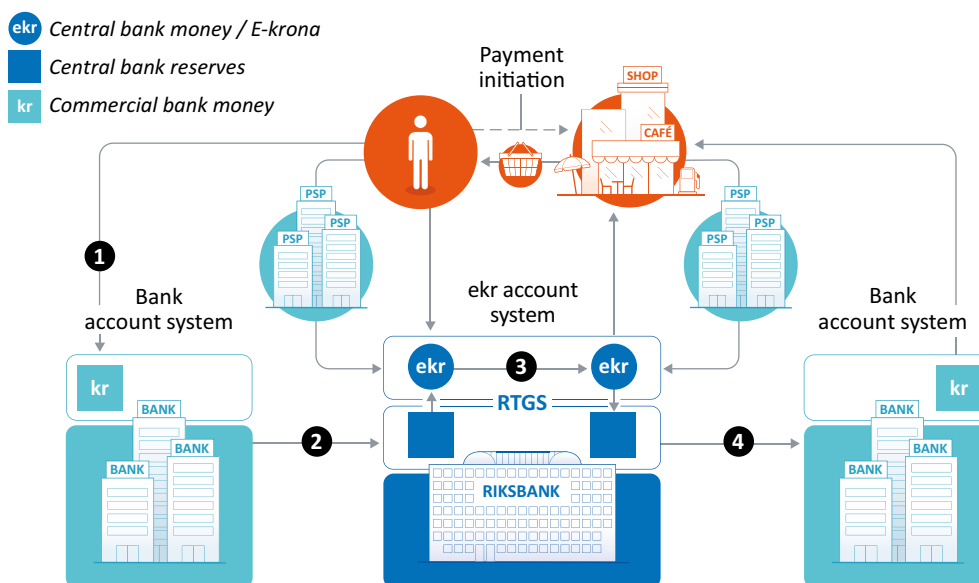 ekr Central bank money / E-krona
Central bank reserves
kr Commercial bank money
Payment
initiation
SHOP
CAFÉ
PSP
PSP
PSP
PSP
PSP
PSP
1
Bank
account system
ekr account
system
Bank
account system
ekr
3
ekr
kr
kr
RTGS
BANK
BANK
BANK
2
4
RIKSBANK
BANK
BANK
BANK